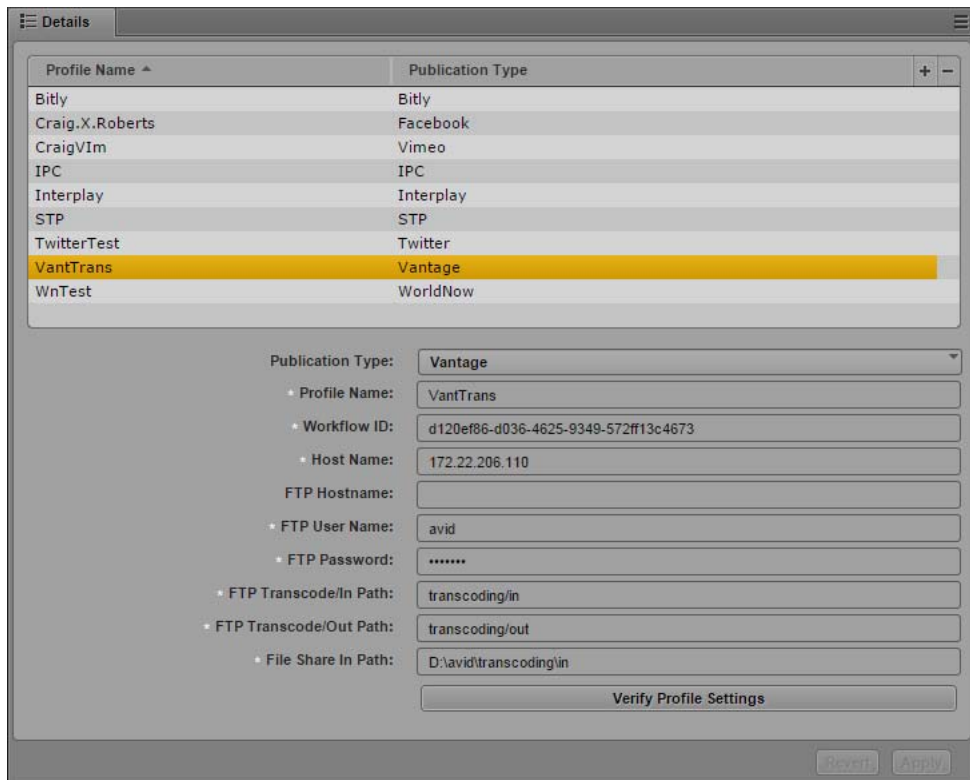 Details
Profile Name Publication Type + -
Bitly Bitly
Craig.X.Roberts Facebook
CraigVIm Vimeo
IPC IPC
Interplay Interplay
STP STP
TwitterTest Twitter
VantTrans Vantage
WnTest WorldNow
Publication Type: Vantage
* Profile Name: VantTrans
* Workflow ID: d120ef86-d036-4625-9349-572ff13c4673
* Host Name: 172.22.206.110
FTP Hostname:
* FTP User Name: avid
* FTP Password: •••••••
* FTP Transcode/In Path: transcoding/in
* FTP Transcode/Out Path: transcoding/out
* File Share In Path: D:\avid\transcoding\in
Verify Profile Settings
Revert Apply